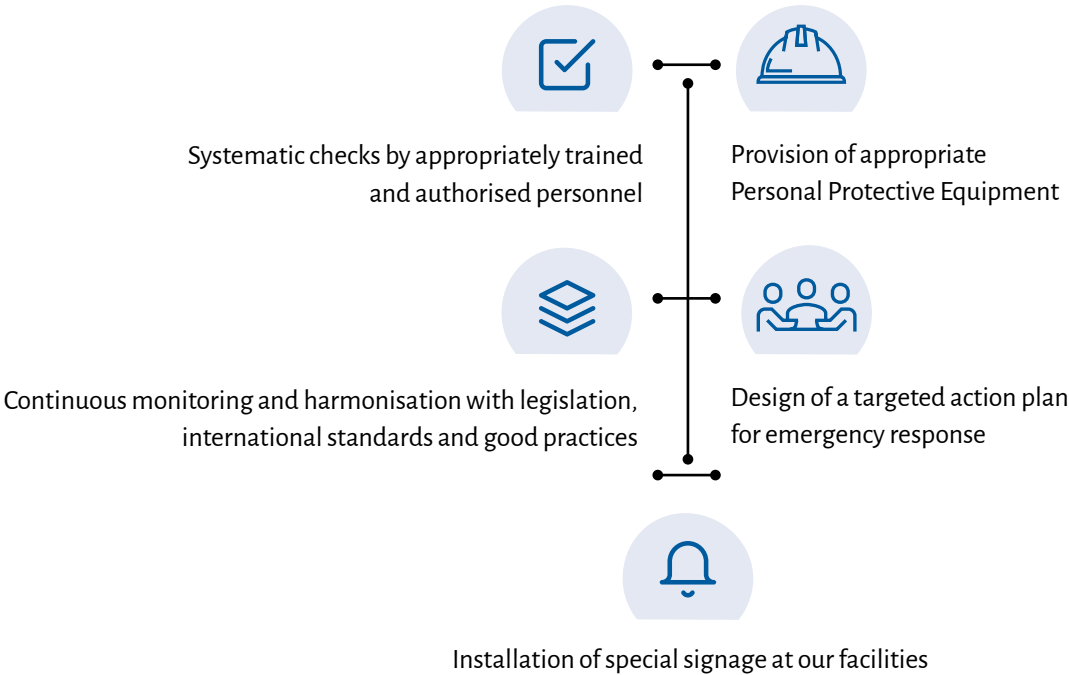 Systematic checks by appropriately trained
and authorised personnel
Provision of appropriate
Personal Protective Equipment
Continuous monitoring and harmonisation with legislation,
international standards and good practices
Design of a targeted action plan
for emergency response
Installation of special signage at our facilities